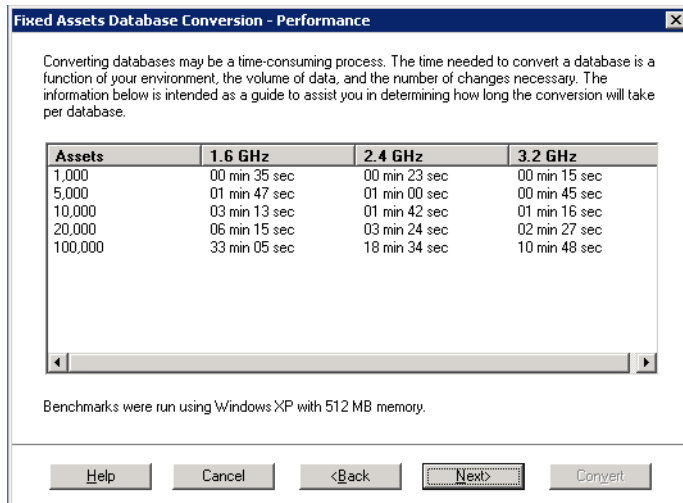 Fixed Assets Database Conversion - Performance
Converting databases may be a time-consuming process. The time needed to convert a database is a
function of your environment, the volume of data, and the number of changes necessary. The
information below is intended as a guide to assist you in determining how long the conversion will take
per database.
Assets 1.6 GHz 2.4 GHz 3.2 GHz
1,000 00 min 35 sec 00 min 23 sec 00 min 15 sec
5,000 01 min 47 sec 01 min 00 sec 00 min 45 sec
10,000 03 min 13 sec 01 min 42 sec 01 min 16 sec
20,000 06 min 15 sec 03 min 24 sec 02 min 27 sec
100,000 33 min 05 sec 18 min 34 sec 10 min 48 sec
Benchmarks were run using Windows XP with 512 MB memory.
Help Cancel <Back Next> Convert